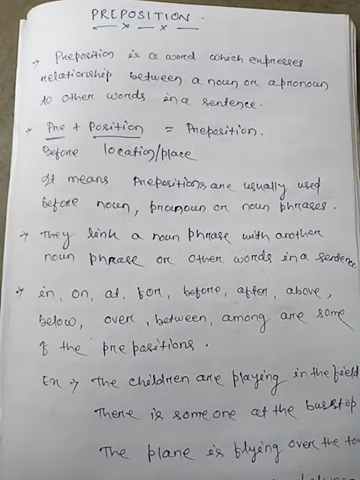 PREPOSITION.
→ Preposition is a word which expresses
relationship between a noun or a pronoun
to other words in a sentence.
→ Pre + Position = Preposition.
Before location/place
It means Prepositions are usually used
before noun, pronoun or noun phrases.
→ They link a noun phrase with another
noun phrase or other words in a sentence
→ in, on, at, for, before, after, above,
below, over, between, among are some
of the prepositions.
Ex → The children are playing in the field
There is some one at the busstop
The plane is flying over the